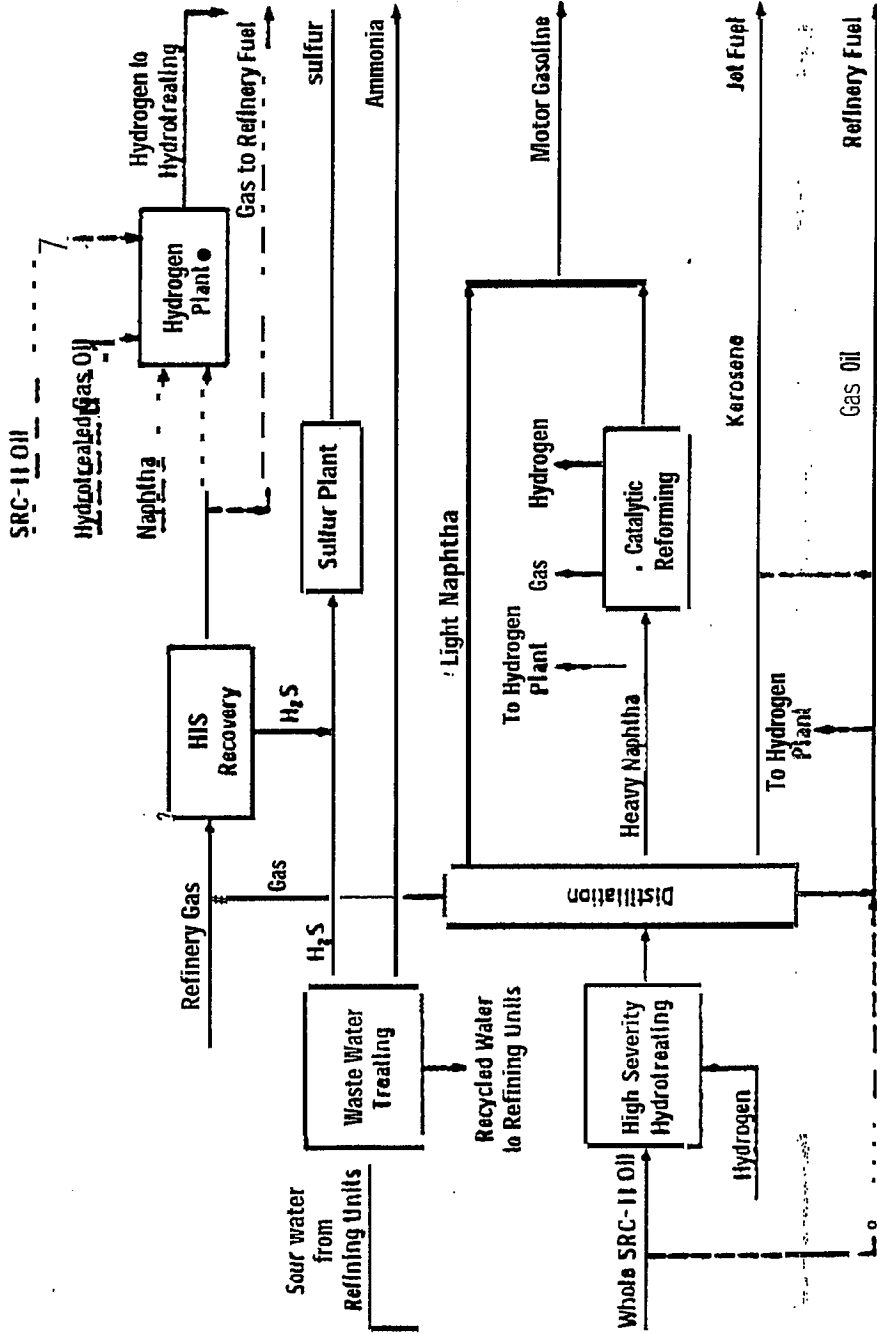 SRC-II Oil
Hydrotreated Gas Oil
Naphtha
Hydrogen
Plant
Hydrogen to
Hydrotreating
Gas to Refinery Fuel
Refinery Gas
HIS
Recovery
H₂S
Gas
H₂S
Sulfur Plant
sulfur
Ammonia
Sour water
from
Refining Units
Waste Water
Treating
Recycled Water
to Refining Units
Light Naphtha
To Hydrogen
Plant
Gas
Hydrogen
Motor Gasoline
Whole SRC-II Oil
High Severity
Hydrotreating
Hydrogen
Distillation
Heavy Naphtha
Catalytic
Reforming
Kerosene
Jet Fuel
To Hydrogen
Plant
Gas Oil
Refinery Fuel